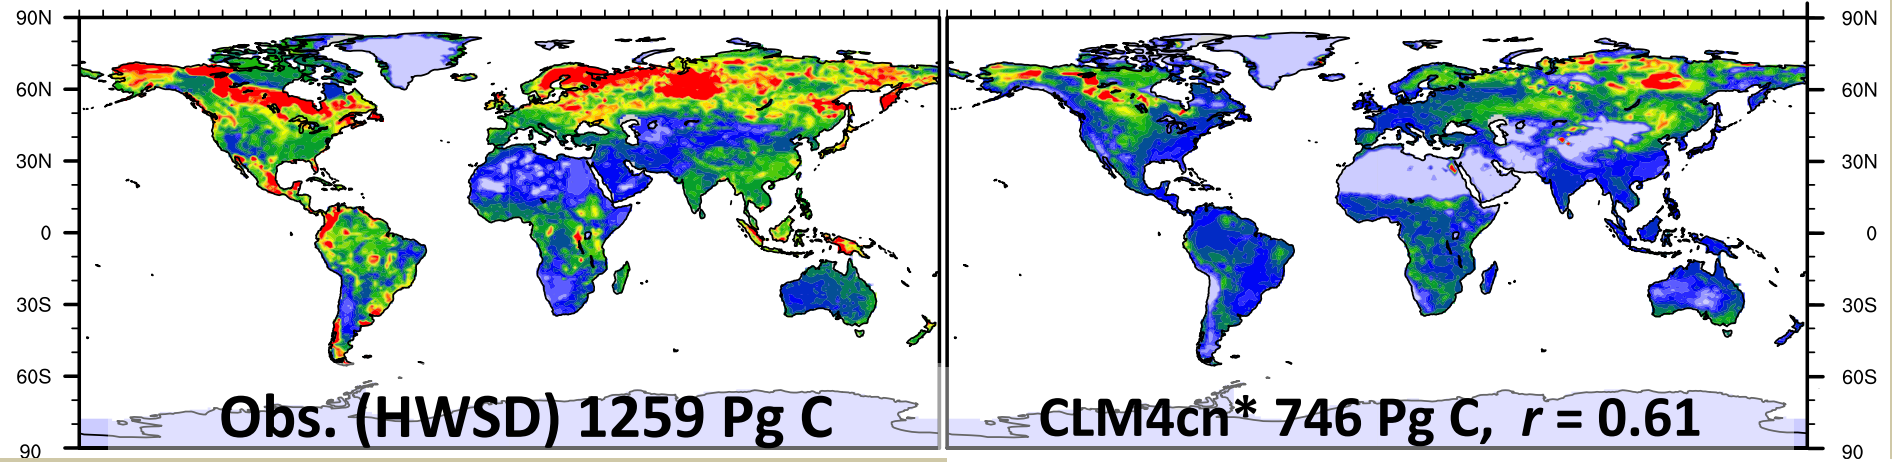 90N
60N
30N
0
30S
60S
90
Obs. (HWSD) 1259 Pg C
CLM4cn* 746 Pg C, r = 0.61
90N
60N
30N
0
30S
60S
90